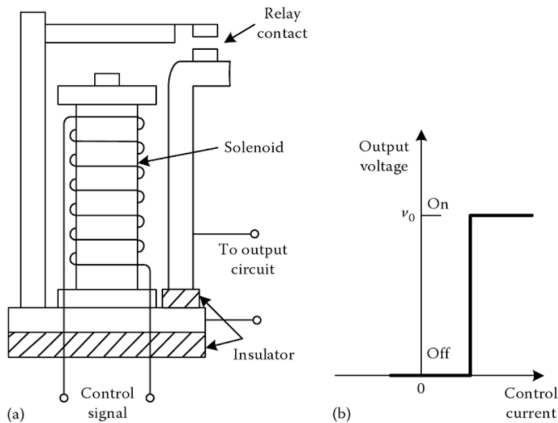 Relay
contact
Solenoid
To output
circuit
Insulator
Control
signal
(a)
Output
voltage
On
v0
Off
0
Control
current
(b)